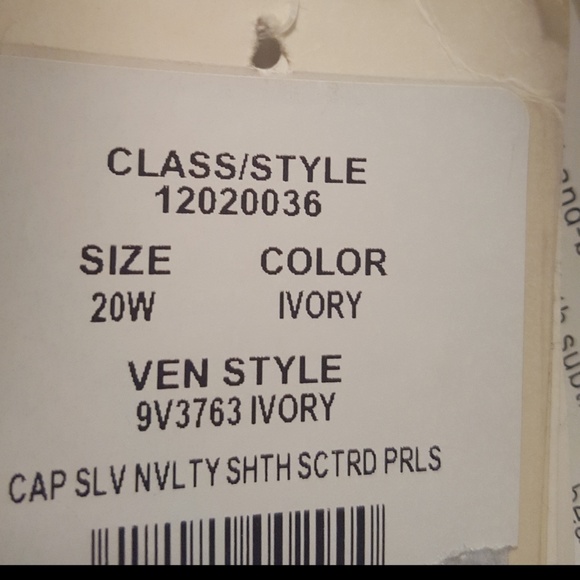 CLASS/STYLE
12020036
SIZE COLOR
20W IVORY
VEN STYLE
9V3763 IVORY
CAP SLV NVLTY SHTH SCTRD PRLS